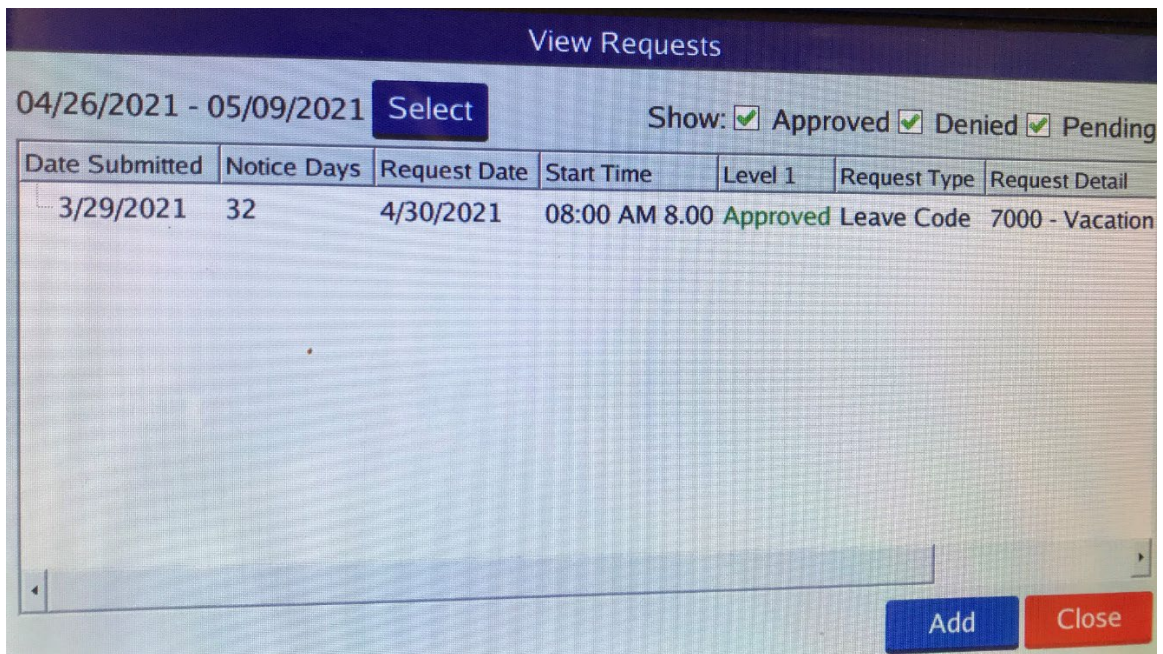 View Requests
04/26/2021 - 05/09/2021 Select Show: Approved Denied Pending
Date Submitted Notice Days Request Date Start Time Level 1 Request Type Request Detail
3/29/2021 32 4/30/2021 08:00 AM 8.00 Approved Leave Code 7000 - Vacation
Add Close